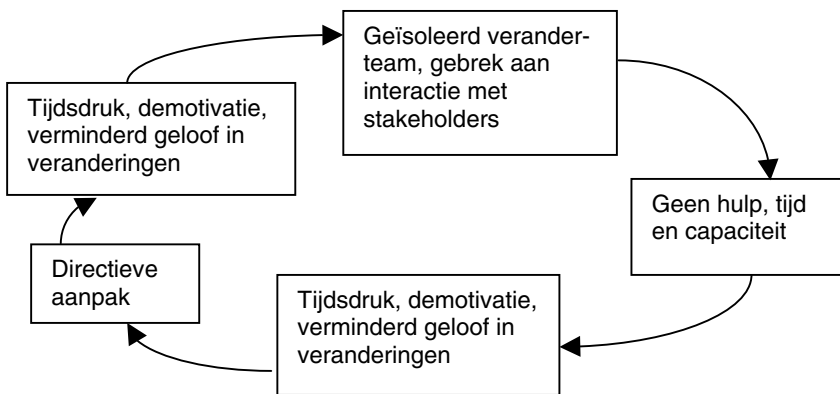 Geïsoleerd verander-
team, gebrek aan
interactie met
stakeholders
Tijdsdruk, demotivatie,
verminderd geloof in
veranderingen
Geen hulp, tijd
en capaciteit
Directieve
aanpak
Tijdsdruk, demotivatie,
verminderd geloof in
veranderingen